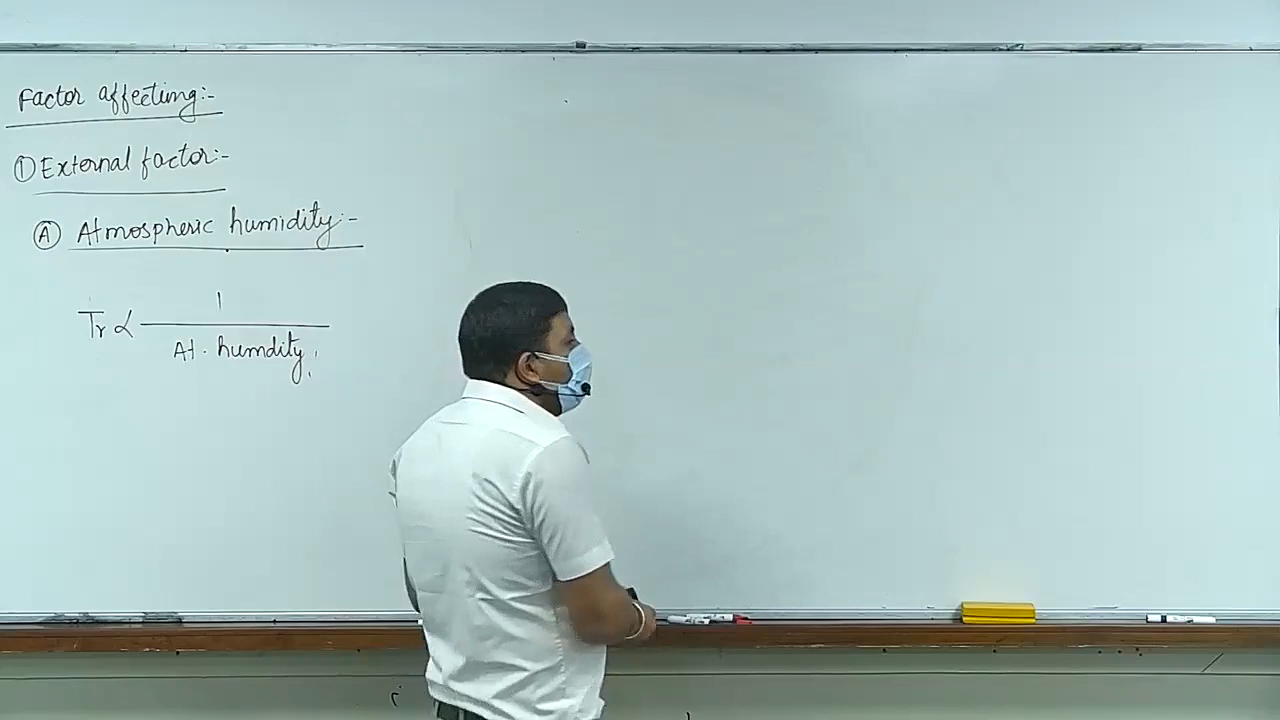 Factor affecting:-
① External factor:-
Ⓐ Atmospheric humidity:-
Tr ∝ 1
At. humdity